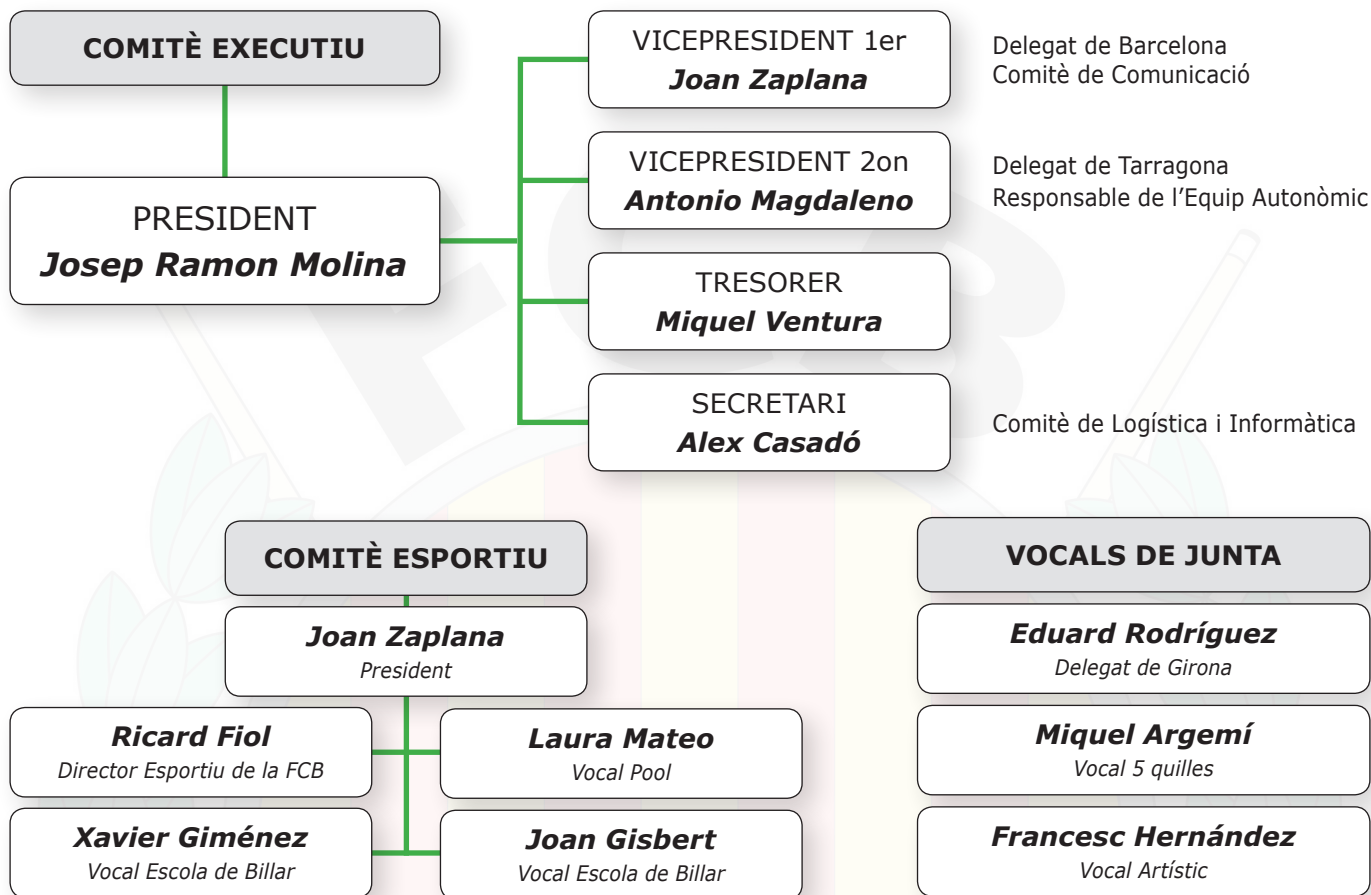 COMITÈ EXECUTIU
PRESIDENT
Josep Ramon Molina
VICEPRESIDENT 1er
Joan Zaplana
Delegat de Barcelona
Comitè de Comunicació
VICEPRESIDENT 2on
Antonio Magdaleno
Delegat de Tarragona
Responsable de l’Equip Autonòmic
TRESORER
Miquel Ventura
SECRETARI
Alex Casadó
Comitè de Logística i Informàtica
FCB
COMITÈ ESPORTIU
Joan Zaplana
President
Ricard Fiol
Director Esportiu de la FCB
Laura Mateo
Vocal Pool
Xavier Giménez
Vocal Escola de Billar
Joan Gisbert
Vocal Escola de Billar
VOCALS DE JUNTA
Eduard Rodríguez
Delegat de Girona
Miquel Argemí
Vocal 5 quilles
Francesc Hernández
Vocal Artístic